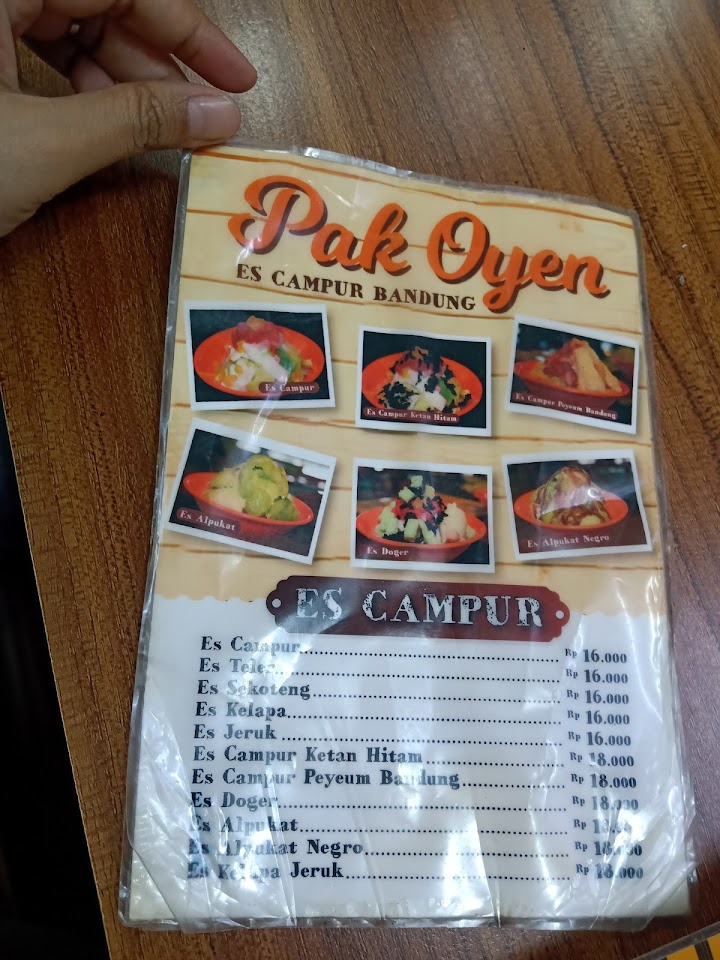 Pak Oyen
ES CAMPUR BANDUNG
Es Campur
Es Campur Ketan Hitam
Es Campur Peyeum Bandung
Es Alpukat
Es Doger
Es Alpukat Negro
ES CAMPUR
Es Campur Rp 16.000
Es Teler Rp 16.000
Es Sekoteng Rp 16.000
Es Kelapa Rp 16.000
Es Jeruk Rp 16.000
Es Campur Ketan Hitam Rp 18.000
Es Campur Peyeum Bandung Rp 18.000
Es Doger Rp 18.000
Es Alpukat Rp
Es Alpukat Negro Rp 18.000
Es Kelapa Jeruk Rp